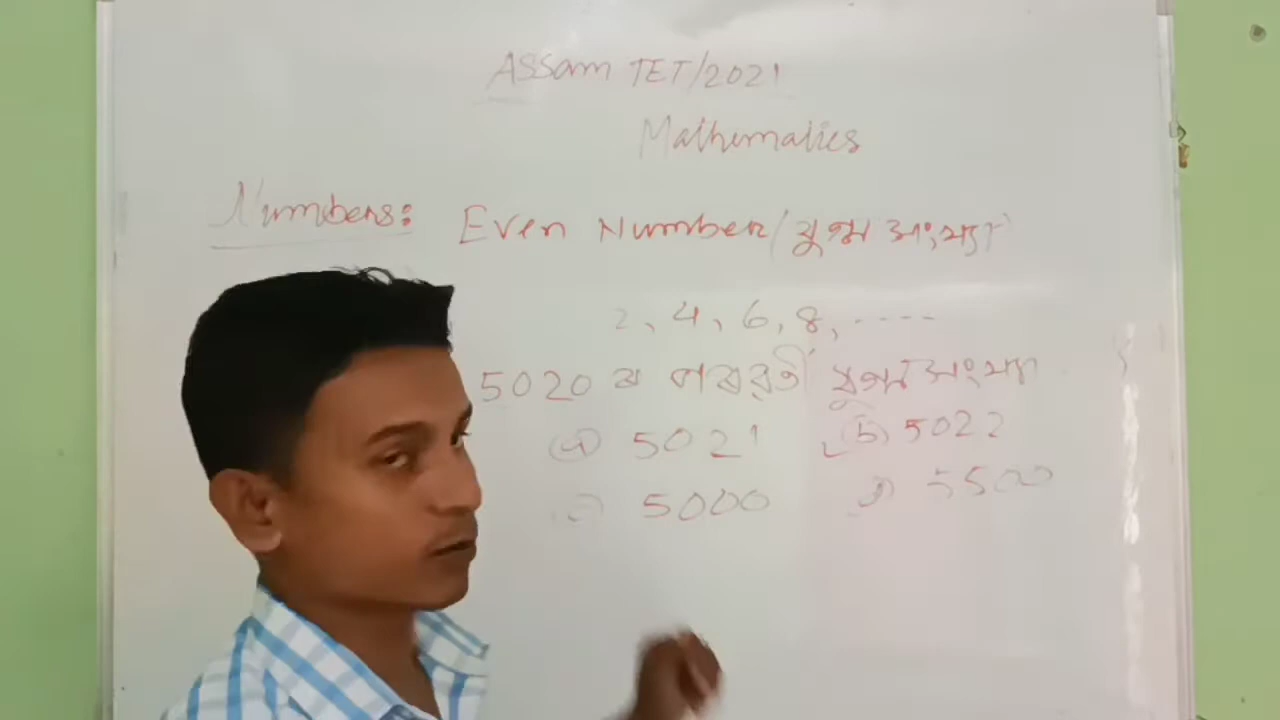 Assam TET/2021
Mathematics
Numbers: Even Number/যুগ্ম সংখ্যা
2, 4, 6, 8, ----
5020 ৰ পৰৱৰ্তী যুগ্ম সংখ্যা
(a) 5021 (b) 5022
(c) 5000 (d) 5500